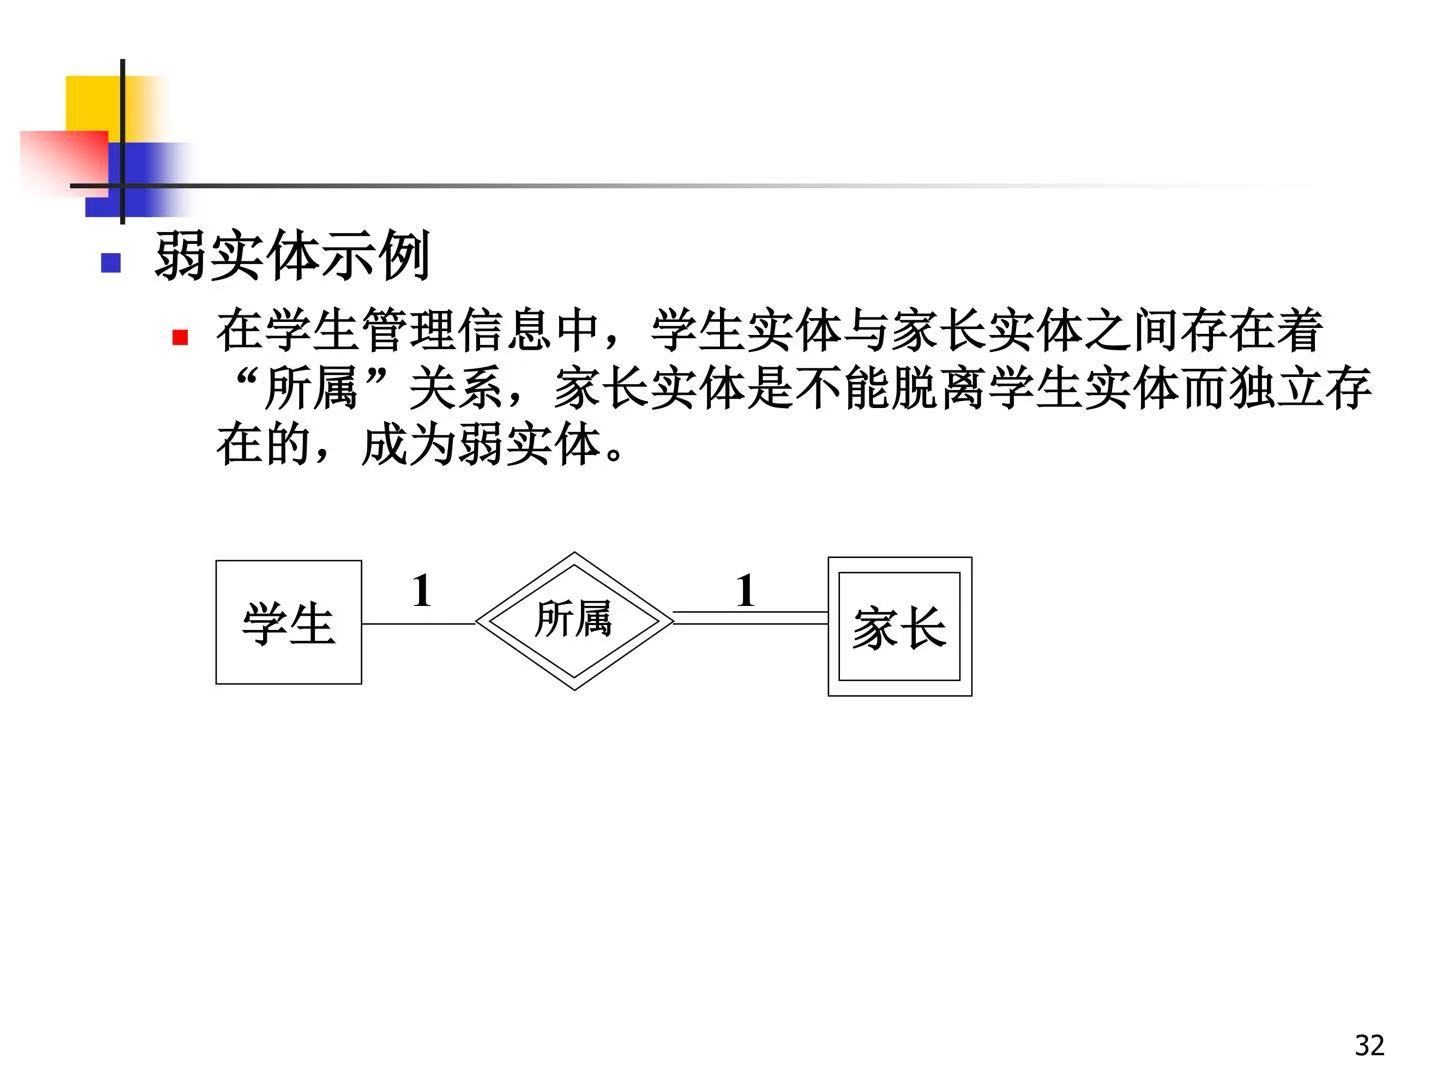 弱实体示例
在学生管理信息中，学生实体与家长实体之间存在着
“所属”关系，家长实体是不能脱离学生实体而独立存
在的，成为弱实体。
学生 1 所属 1 家长
32